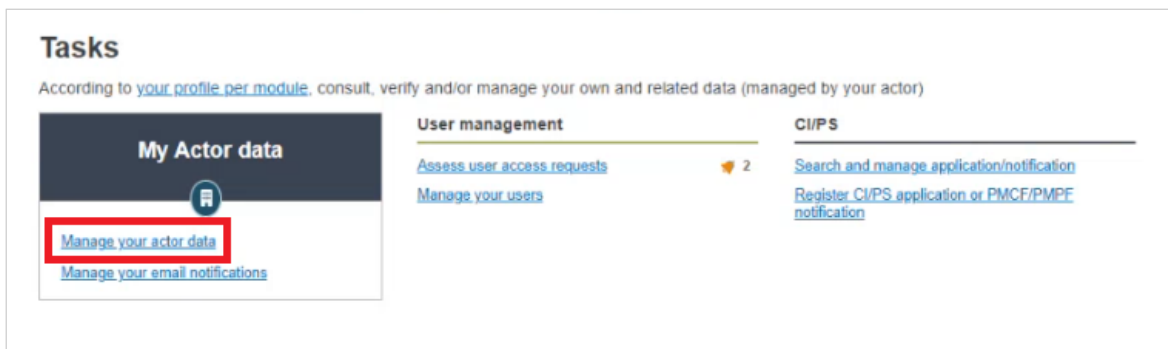 Tasks
According to your profile per module, consult, verify and/or manage your own and related data (managed by your actor)
My Actor data
Manage your actor data
Manage your email notifications
User management
Assess user access requests 2
Manage your users
CI/PS
Search and manage application/notification
Register CI/PS application or PMCF/PMPF
notification